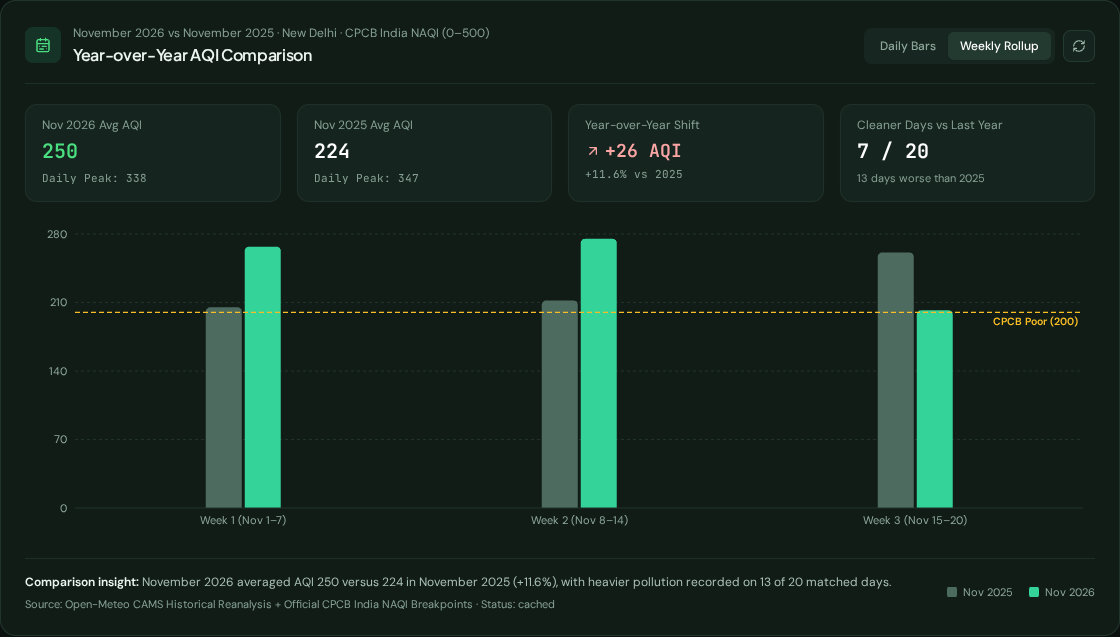 November 2026 vs November 2025 · New Delhi · CPCB India NAQI (0–500)
Year-over-Year AQI Comparison
Daily Bars
Weekly Rollup
Nov 2026 Avg AQI
250
Daily Peak: 338
Nov 2025 Avg AQI
224
Daily Peak: 347
Year-over-Year Shift
↗ +26 AQI
+11.6% vs 2025
Cleaner Days vs Last Year
7 / 20
13 days worse than 2025
280
210
140
70
0
CPCB Poor (200)
Week 1 (Nov 1–7)
Week 2 (Nov 8–14)
Week 3 (Nov 15–20)
Comparison insight: November 2026 averaged AQI 250 versus 224 in November 2025 (+11.6%), with heavier pollution recorded on 13 of 20 matched days.
Source: Open-Meteo CAMS Historical Reanalysis + Official CPCB India NAQI Breakpoints · Status: cached
Nov 2025
Nov 2026